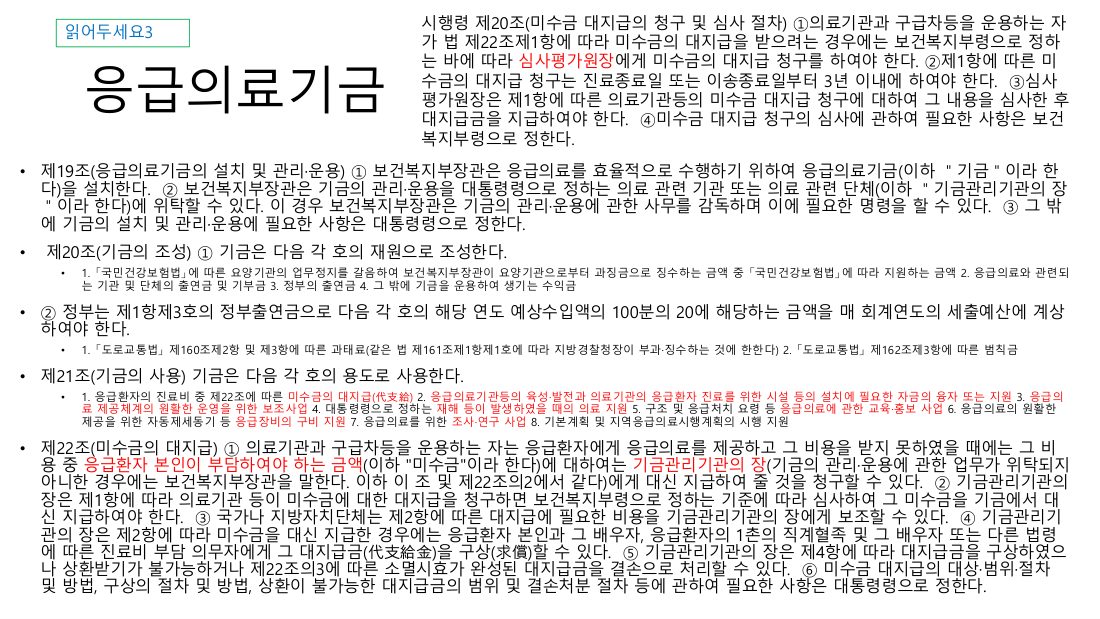 읽어두세요3
응급의료기금
시행령 제20조(미수금 대지급의 청구 및 심사 절차) ①의료기관과 구급차등을 운용하는 자
가 법 제22조제1항에 따라 미수금의 대지급을 받으려는 경우에는 보건복지부령으로 정하
는 바에 따라 심사평가원장에게 미수금의 대지급 청구를 하여야 한다. ②제1항에 따른 미
수금의 대지급 청구는 진료종료일 또는 이송종료일부터 3년 이내에 하여야 한다. ③심사
평가원장은 제1항에 따른 의료기관등의 미수금 대지급 청구에 대하여 그 내용을 심사한 후
대지급금을 지급하여야 한다. ④미수금 대지급 청구의 심사에 관하여 필요한 사항은 보건
복지부령으로 정한다.
• 제19조(응급의료기금의 설치 및 관리·운용) ① 보건복지부장관은 응급의료를 효율적으로 수행하기 위하여 응급의료기금(이하 "기금"이라 한
다)을 설치한다. ② 보건복지부장관은 기금의 관리·운용을 대통령령으로 정하는 의료 관련 기관 또는 의료 관련 단체(이하 "기금관리기관의 장
"이라 한다)에 위탁할 수 있다. 이 경우 보건복지부장관은 기금의 관리·운용에 관한 사무를 감독하며 이에 필요한 명령을 할 수 있다. ③ 그 밖
에 기금의 설치 및 관리·운용에 필요한 사항은 대통령령으로 정한다.
• 제20조(기금의 조성) ① 기금은 다음 각 호의 재원으로 조성한다.
• 1.「국민건강보험법」에 따른 요양기관의 업무정지를 갈음하여 보건복지부장관이 요양기관으로부터 과징금으로 징수하는 금액 중 「국민건강보험법」에 따라 지원하는 금액 2. 응급의료와 관련되
는 기관 및 단체의 출연금 및 기부금 3. 정부의 출연금 4. 그 밖에 기금을 운용하여 생기는 수익금
• ② 정부는 제1항제3호의 정부출연금으로 다음 각 호의 해당 연도 예상수입액의 100분의 20에 해당하는 금액을 매 회계연도의 세출예산에 계상
하여야 한다.
• 1.「도로교통법」 제160조제2항 및 제3항에 따른 과태료(같은 법 제161조제1항제1호에 따라 지방경찰청장이 부과·징수하는 것에 한한다) 2.「도로교통법」 제162조제3항에 따른 범칙금
• 제21조(기금의 사용) 기금은 다음 각 호의 용도로 사용한다.
• 1. 응급환자의 진료비 중 제22조에 따른 미수금의 대지급(代支給) 2. 응급의료기관등의 육성·발전과 의료기관의 응급환자 진료를 위한 시설 등의 설치에 필요한 자금의 융자 또는 지원 3. 응급의
료 제공체계의 원활한 운영을 위한 보조사업 4. 대통령령으로 정하는 재해 등이 발생하였을 때의 의료 지원 5. 구조 및 응급처치 요령 등 응급의료에 관한 교육·홍보 사업 6. 응급의료의 원활한
제공을 위한 자동제세동기 등 응급장비의 구비 지원 7. 응급의료를 위한 조사·연구 사업 8. 기본계획 및 지역응급의료시행계획의 시행 지원
• 제22조(미수금의 대지급) ① 의료기관과 구급차등을 운용하는 자는 응급환자에게 응급의료를 제공하고 그 비용을 받지 못하였을 때에는 그 비
용 중 응급환자 본인이 부담하여야 하는 금액(이하 "미수금"이라 한다)에 대하여는 기금관리기관의 장(기금의 관리·운용에 관한 업무가 위탁되지
아니한 경우에는 보건복지부장관을 말한다. 이하 이 조 및 제22조의2에서 같다)에게 대신 지급하여 줄 것을 청구할 수 있다. ② 기금관리기관의
장은 제1항에 따라 의료기관 등이 미수금에 대한 대지급을 청구하면 보건복지부령으로 정하는 기준에 따라 심사하여 그 미수금을 기금에서 대
신 지급하여야 한다. ③ 국가나 지방자치단체는 제2항에 따른 대지급에 필요한 비용을 기금관리기관의 장에게 보조할 수 있다. ④ 기금관리기
관의 장은 제2항에 따라 미수금을 대신 지급한 경우에는 응급환자 본인과 그 배우자, 응급환자의 1촌의 직계혈족 및 그 배우자 또는 다른 법령
에 따른 진료비 부담 의무자에게 그 대지급금(代支給金)을 구상(求償)할 수 있다. ⑤ 기금관리기관의 장은 제4항에 따라 대지급금을 구상하였으
나 상환받기가 불가능하거나 제22조의3에 따른 소멸시효가 완성된 대지급금을 결손으로 처리할 수 있다. ⑥ 미수금 대지급의 대상·범위·절차
및 방법, 구상의 절차 및 방법, 상환이 불가능한 대지급금의 범위 및 결손처분 절차 등에 관하여 필요한 사항은 대통령령으로 정한다.